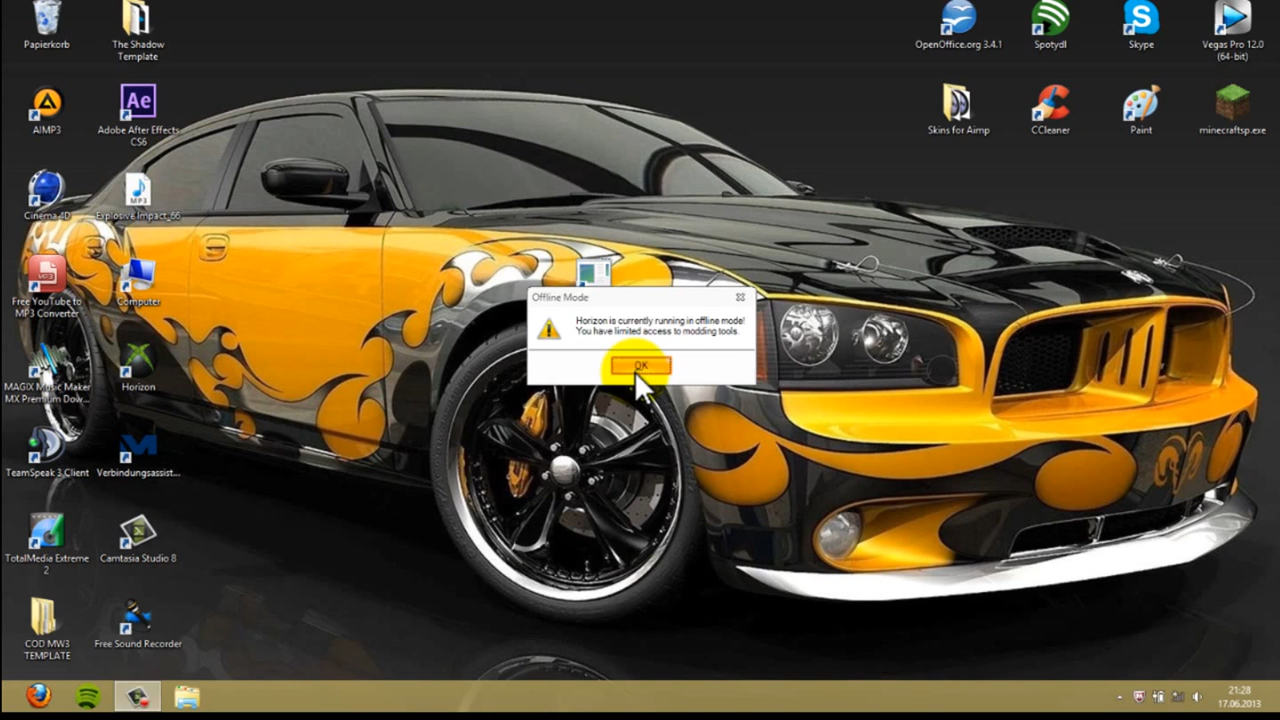 Papierkorb
The Shadow
Template
OpenOffice.org 3.4.1
Spotydl
Skype
Vegas Pro 12.0
(64-bit)
AIMP3
Ae
Adobe After Effects
CS6
Skins for Aimp
CCleaner
Paint
minecraftsp.exe
Cinema 4D
MP3
Explosive Impact_66
MP3
Free YouTube to
MP3 Converter
Computer
Offline Mode
Horizon is currently running in offline mode!
You have limited access to modding tools.
OK
MAGIX Music Maker
MX Premium Dow...
Horizon
TeamSpeak 3 Client
Verbindungsassist...
TotalMedia Extreme
2
Camtasia Studio 8
COD MW3
TEMPLATE
Free Sound Recorder
21:28
17.06.2013